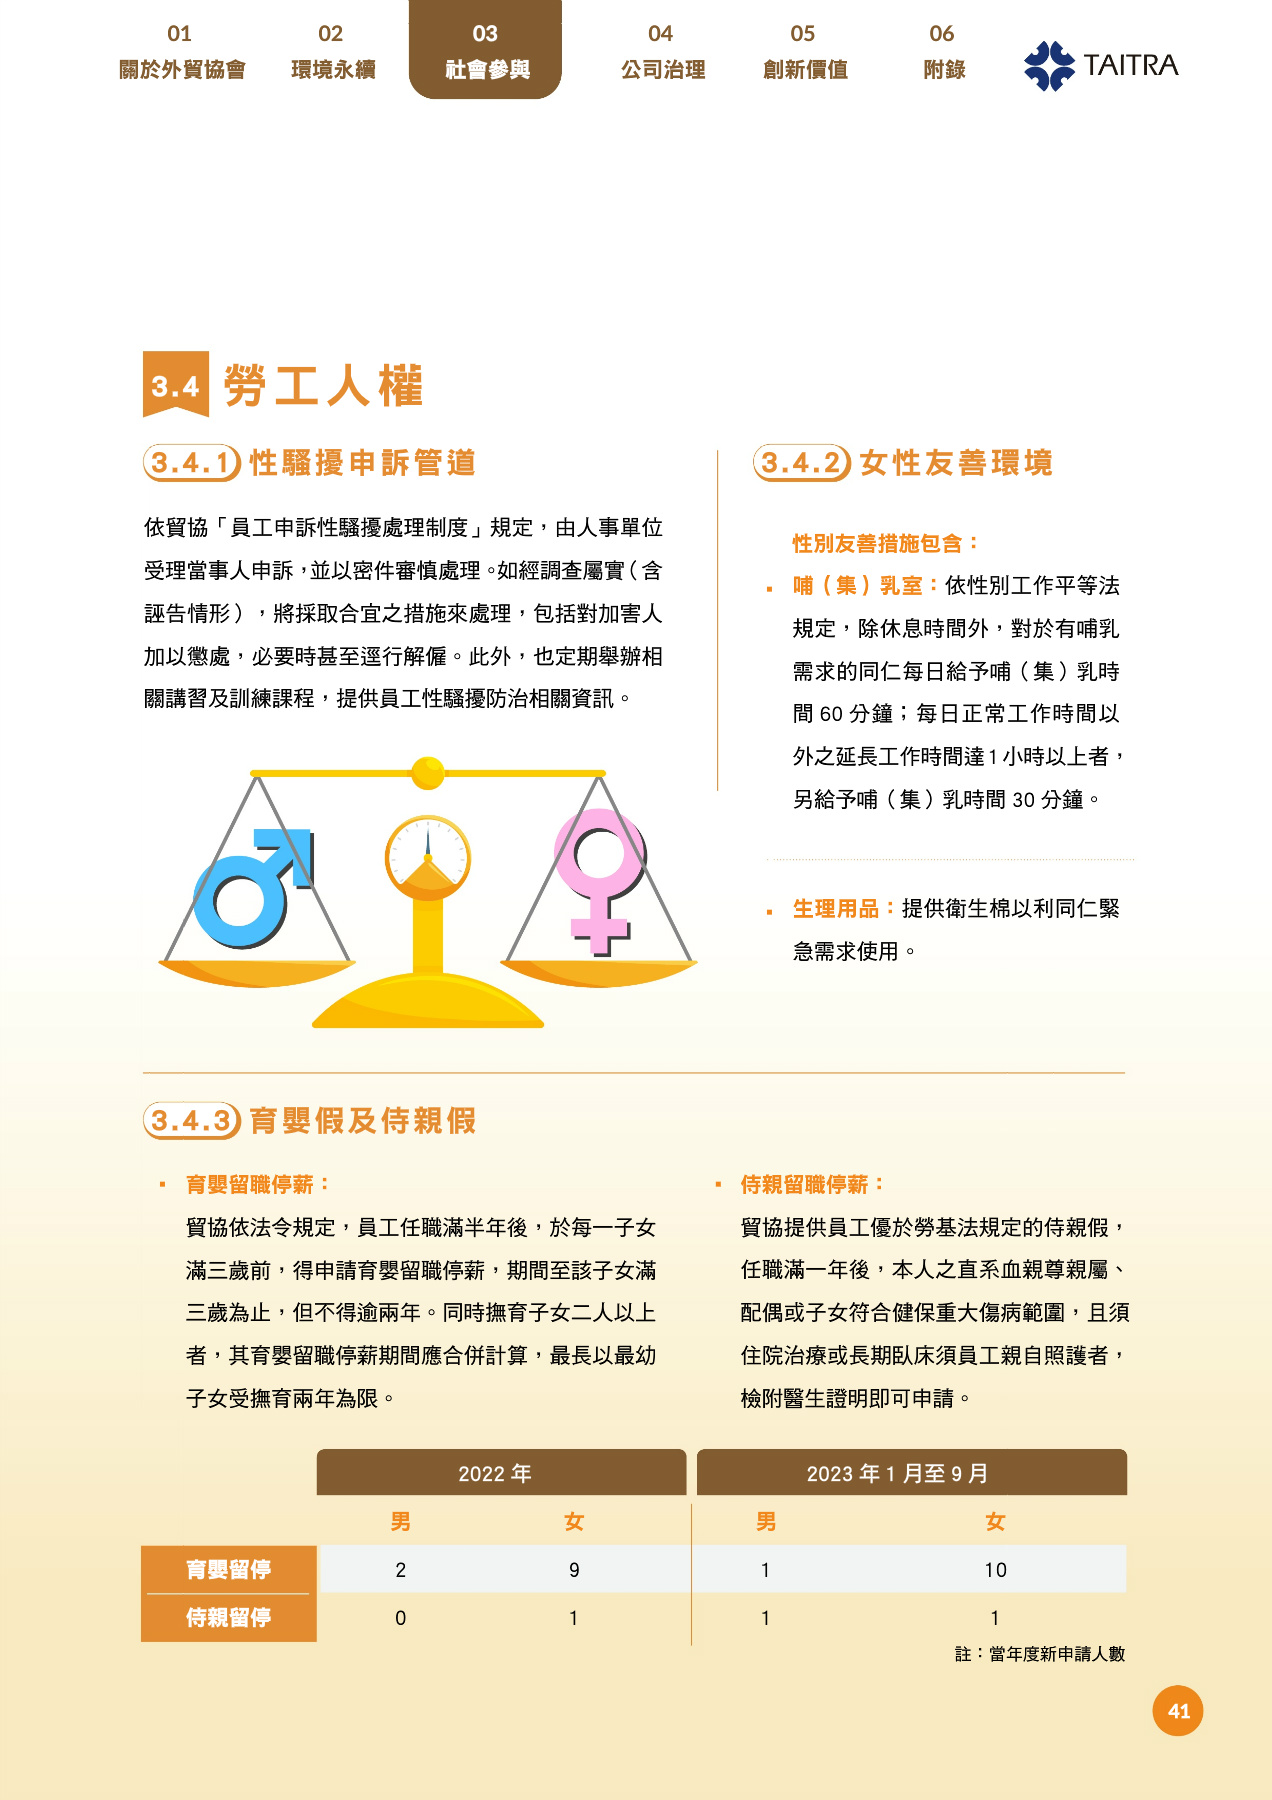 01
關於外貿協會
02
環境永續
03
社會參與
04
公司治理
05
創新價值
06
附錄
TAITRA
3.4 勞工人權
3.4.1 性騷擾申訴管道
依貿協「員工申訴性騷擾處理制度」規定，由人事單位
受理當事人申訴，並以密件審慎處理。如經調查屬實（含
誣告情形），將採取合宜之措施來處理，包括對加害人
加以懲處，必要時甚至逕行解僱。此外，也定期舉辦相
關講習及訓練課程，提供員工性騷擾防治相關資訊。
3.4.2 女性友善環境
性別友善措施包含：
▪ 哺（集）乳室：依性別工作平等法
規定，除休息時間外，對於有哺乳
需求的同仁每日給予哺（集）乳時
間 60 分鐘；每日正常工作時間以
外之延長工作時間達 1 小時以上者，
另給予哺（集）乳時間 30 分鐘。
▪ 生理用品：提供衛生棉以利同仁緊
急需求使用。
3.4.3 育嬰假及侍親假
▪ 育嬰留職停薪：
貿協依法令規定，員工任職滿半年後，於每一子女
滿三歲前，得申請育嬰留職停薪，期間至該子女滿
三歲為止，但不得逾兩年。同時撫育子女二人以上
者，其育嬰留職停薪期間應合併計算，最長以最幼
子女受撫育兩年為限。
▪ 侍親留職停薪：
貿協提供員工優於勞基法規定的侍親假，
任職滿一年後，本人之直系血親尊親屬、
配偶或子女符合健保重大傷病範圍，且須
住院治療或長期臥床須員工親自照護者，
檢附醫生證明即可申請。
2022 年 2023 年 1 月至 9 月
男 女 男 女
育嬰留停 2 9 1 10
侍親留停 0 1 1 1
註：當年度新申請人數
41